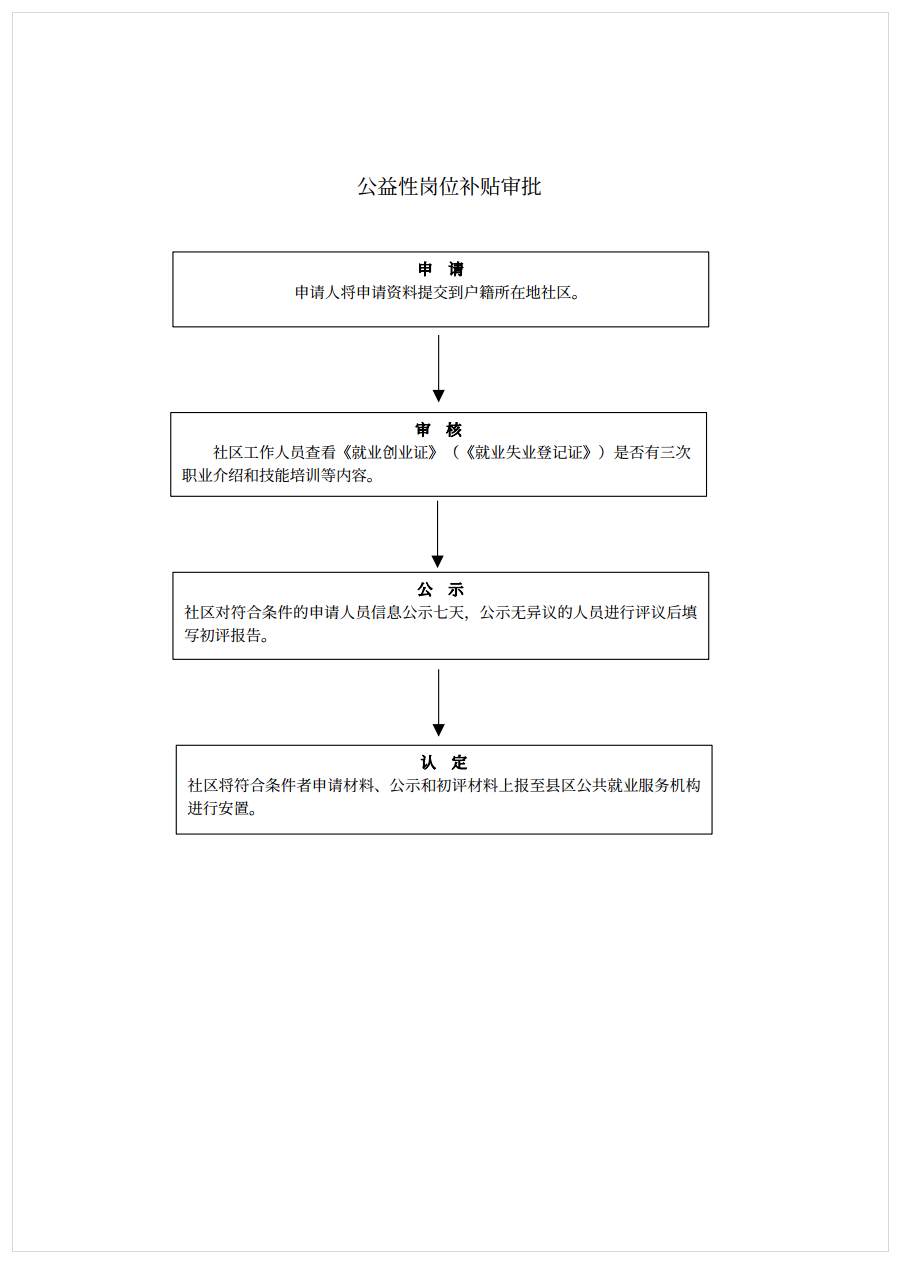 公益性岗位补贴审批
申 请
申请人将申请资料提交到户籍所在地社区。
审 核
社区工作人员查看《就业创业证》（《就业失业登记证》）是否有三次
职业介绍和技能培训等内容。
公 示
社区对符合条件的申请人员信息公示七天，公示无异议的人员进行评议后填
写初评报告。
认 定
社区将符合条件者申请材料、公示和初评材料上报至县区公共就业服务机构
进行安置。